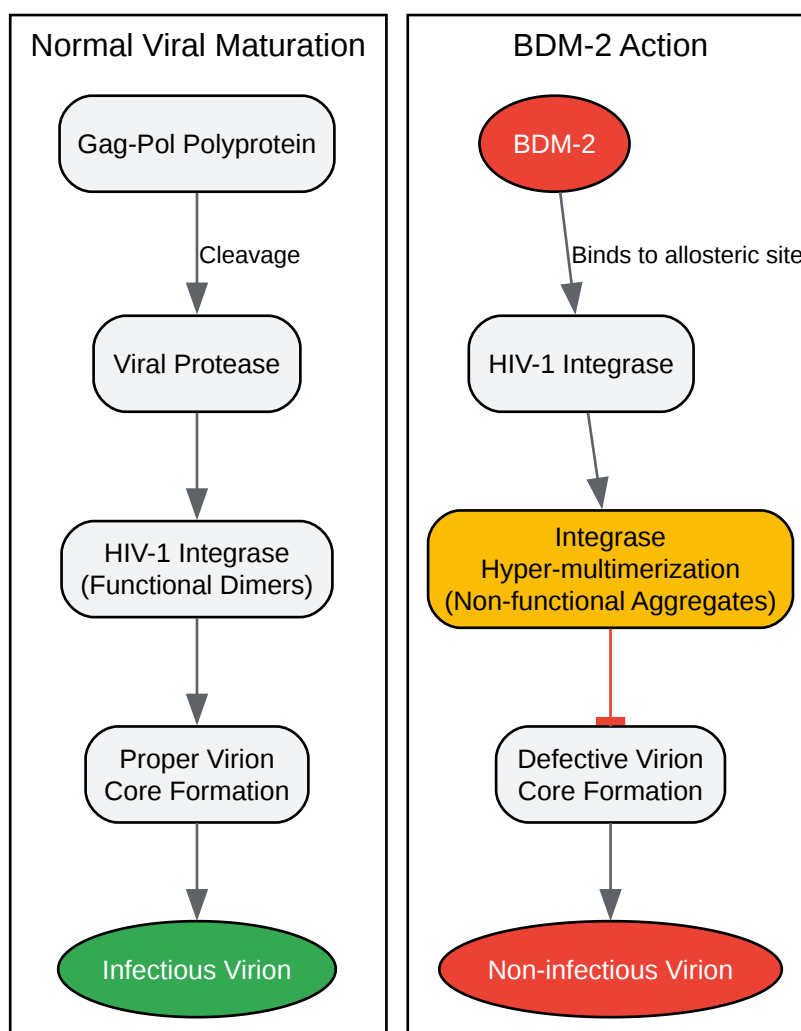 Normal Viral Maturation
Gag-Pol Polyprotein
Cleavage
Viral Protease
HIV-1 Integrase
(Functional Dimers)
Proper Virion
Core Formation
Infectious Virion
BDM-2 Action
BDM-2
Binds to allosteric site
HIV-1 Integrase
Integrase
Hyper-multimerization
(Non-functional Aggregates)
Defective Virion
Core Formation
Non-infectious Virion